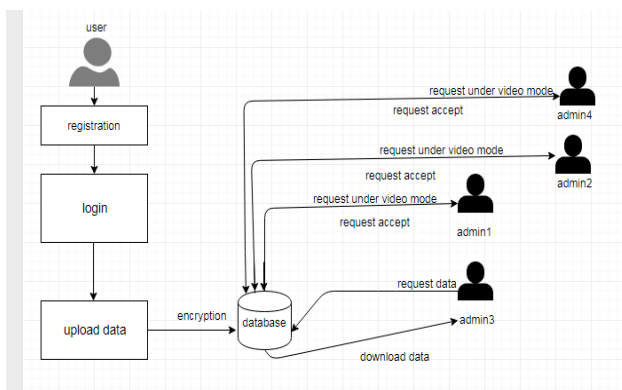 user
request under video mode
request accept
admin4
registration
request under video mode
request accept
admin2
request under video mode
login
request accept
admin1
request data
encryption
database
admin3
upload data
download data